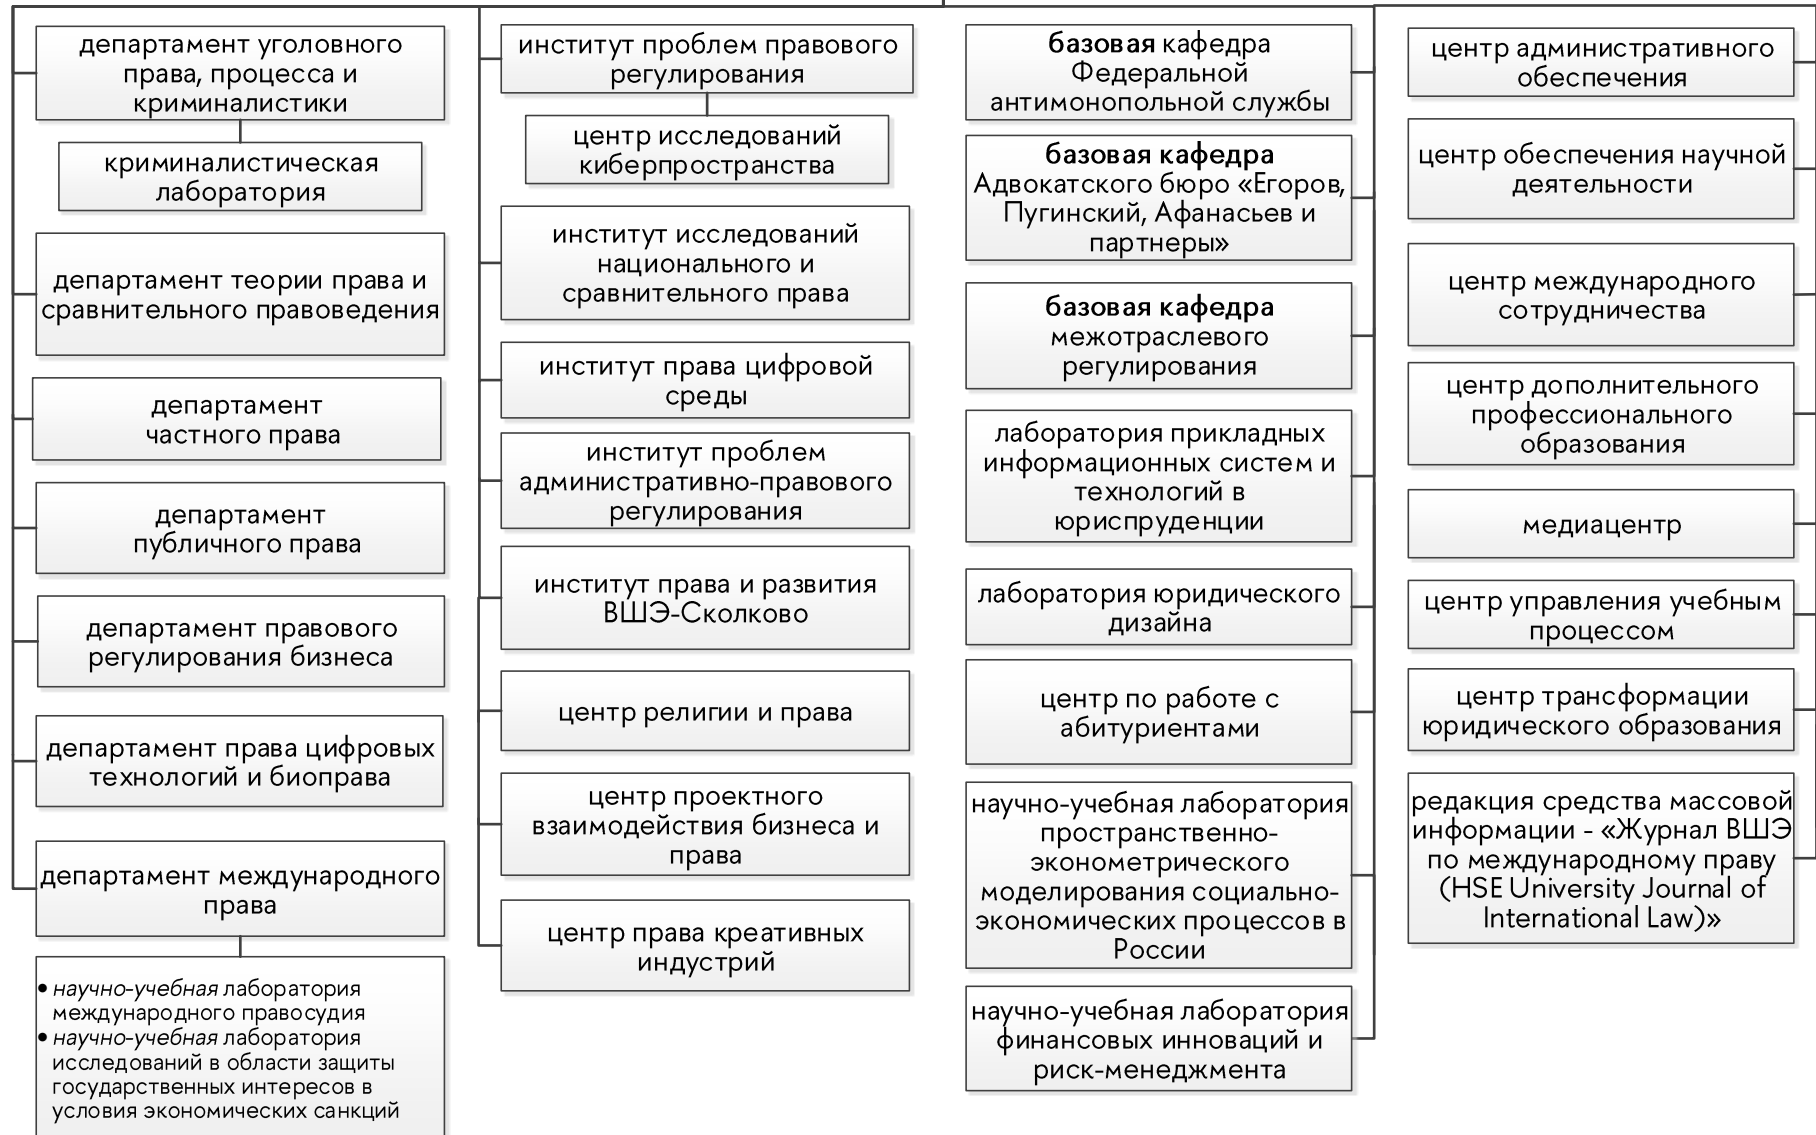 департамент уголовного
права, процесса и
криминалистики
криминалистическая
лаборатория
департамент теории права и
сравнительного правоведения
департамент
частного права
департамент
публичного права
департамент правового
регулирования бизнеса
департамент права цифровых
технологий и биоправа
департамент международного
права
• научно-учебная лаборатория
международного правосудия
• научно-учебная лаборатория
исследований в области защиты
государственных интересов в
условия экономических санкций
институт проблем правового
регулирования
центр исследований
киберпространства
институт исследований
национального и
сравнительного права
институт права цифровой
среды
институт проблем
административно-правового
регулирования
институт права и развития
ВШЭ-Сколково
центр религии и права
центр проектного
взаимодействия бизнеса и
права
центр права креативных
индустрий
базовая кафедра
Федеральной
антимонопольной службы
базовая кафедра
Адвокатского бюро «Егоров,
Пугинский, Афанасьев и
партнеры»
базовая кафедра
межотраслевого
регулирования
лаборатория прикладных
информационных систем и
технологий в
юриспруденции
лаборатория юридического
дизайна
центр по работе с
абитуриентами
научно-учебная лаборатория
пространственно-
эконометрического
моделирования социально-
экономических процессов в
России
научно-учебная лаборатория
финансовых инноваций и
риск-менеджмента
центр административного
обеспечения
центр обеспечения научной
деятельности
центр международного
сотрудничества
центр дополнительного
профессионального
образования
медиацентр
центр управления учебным
процессом
центр трансформации
юридического образования
редакция средства массовой
информации - «Журнал ВШЭ
по международному праву
(HSE University Journal of
International Law)»